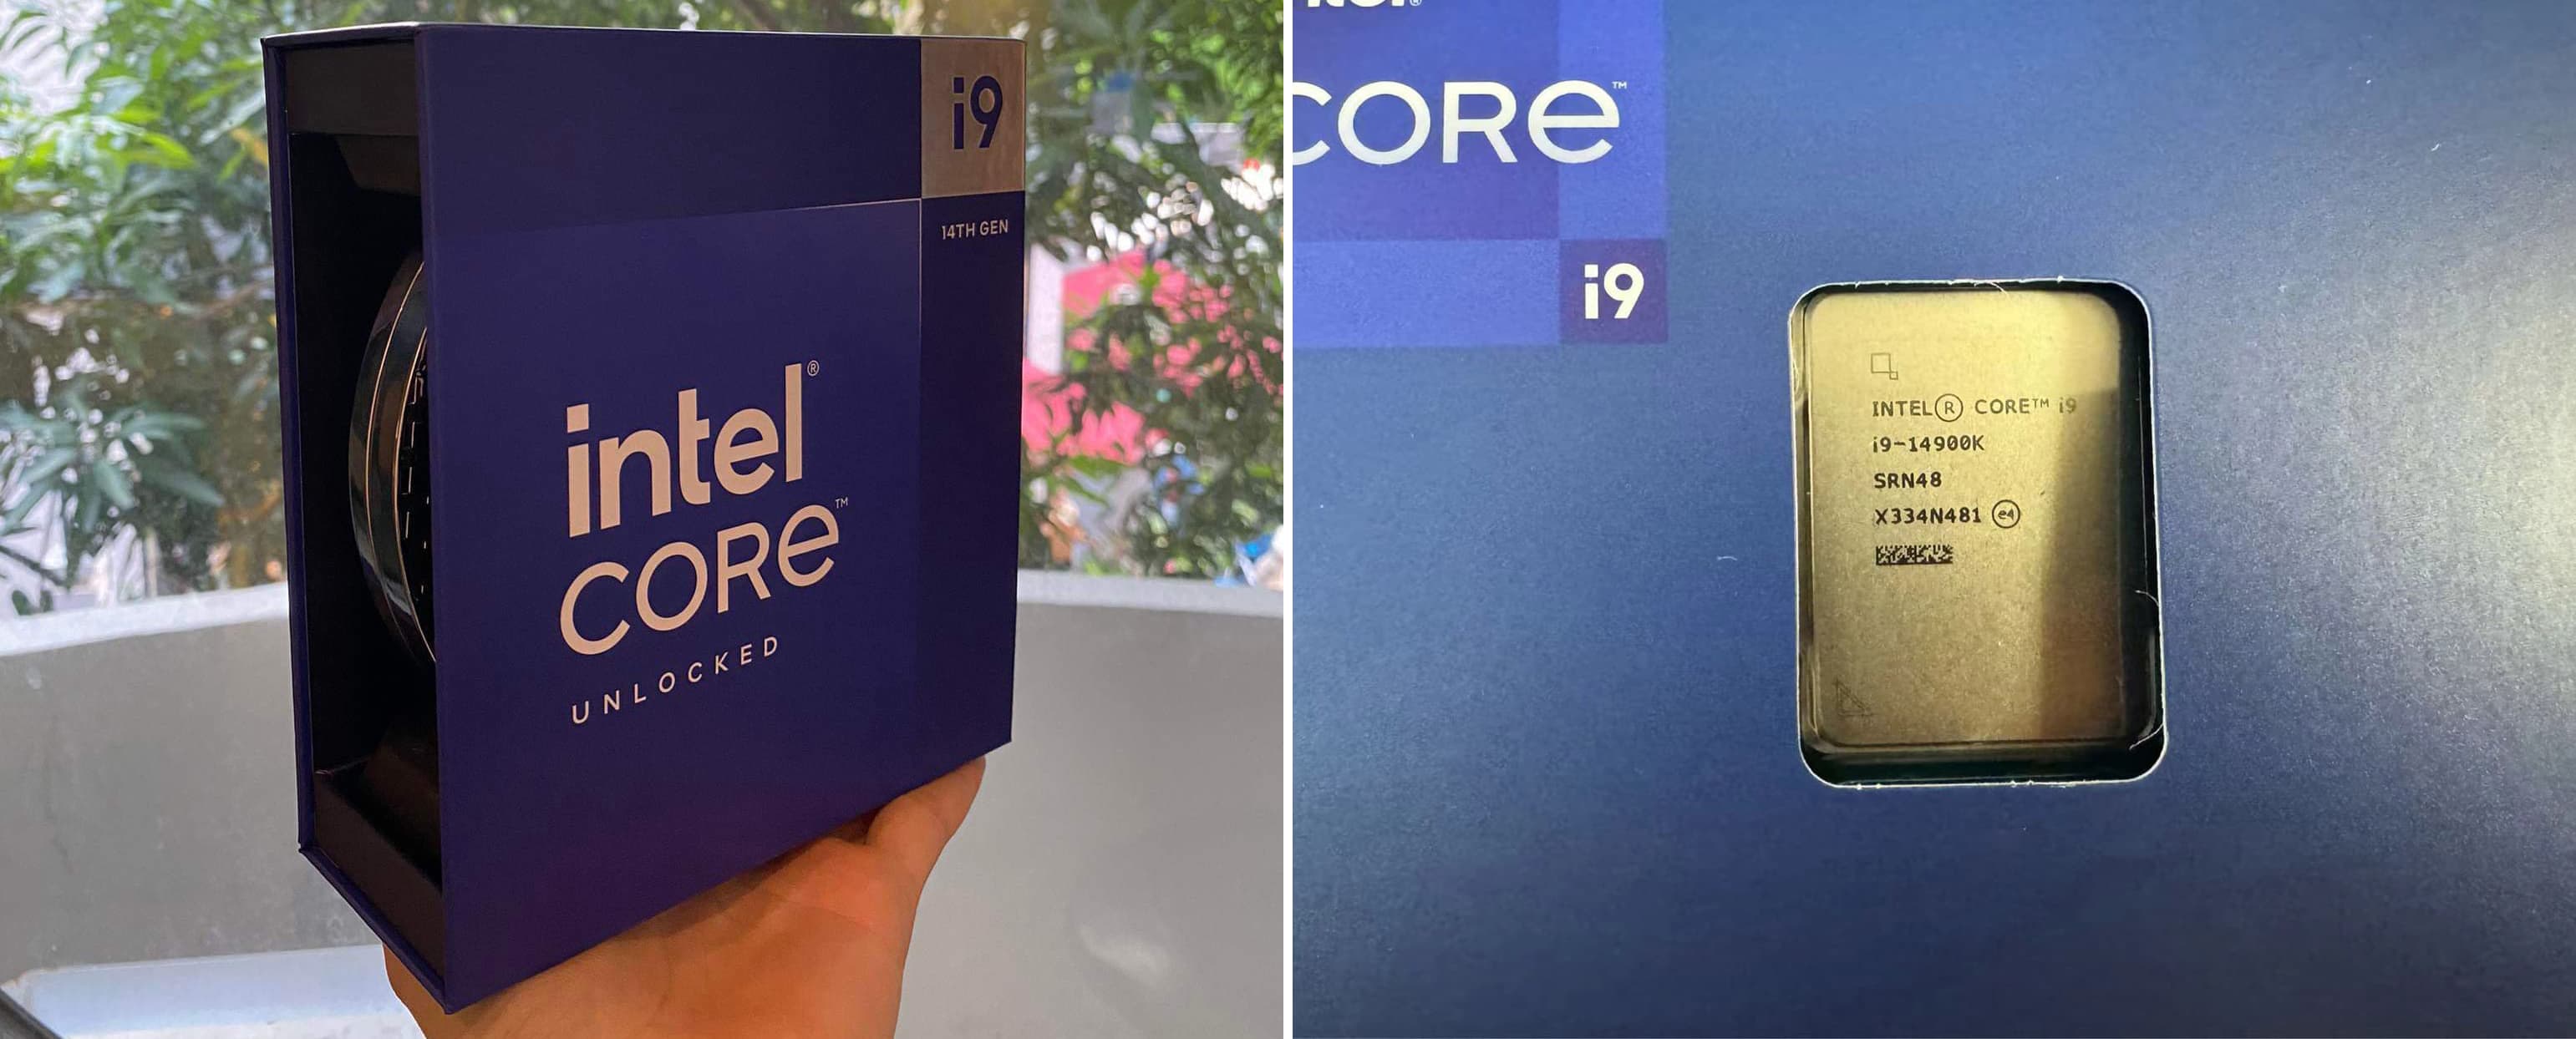 i9
14TH GEN
intel®
CORe™
UNLOCKED
CORe™
i9
INTEL® CORE™ i9
i9-14900K
SRN48
X334N481 e4